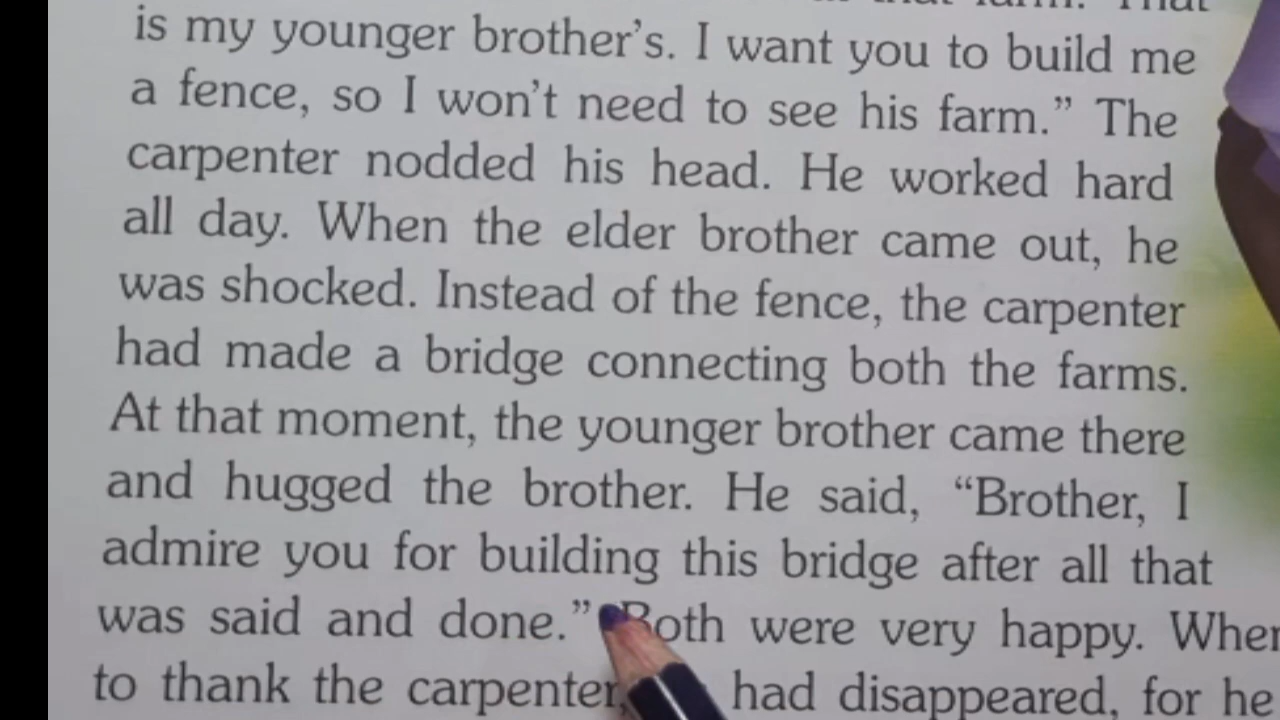 is my younger brother's. I want you to build me
a fence, so I won't need to see his farm.” The
carpenter nodded his head. He worked hard
all day. When the elder brother came out, he
was shocked. Instead of the fence, the carpenter
had made a bridge connecting both the farms.
At that moment, the younger brother came there
and hugged the brother. He said, “Brother, I
admire you for building this bridge after all that
was said and done.” Both were very happy.
to thank the carpenter, had disappeared, for he